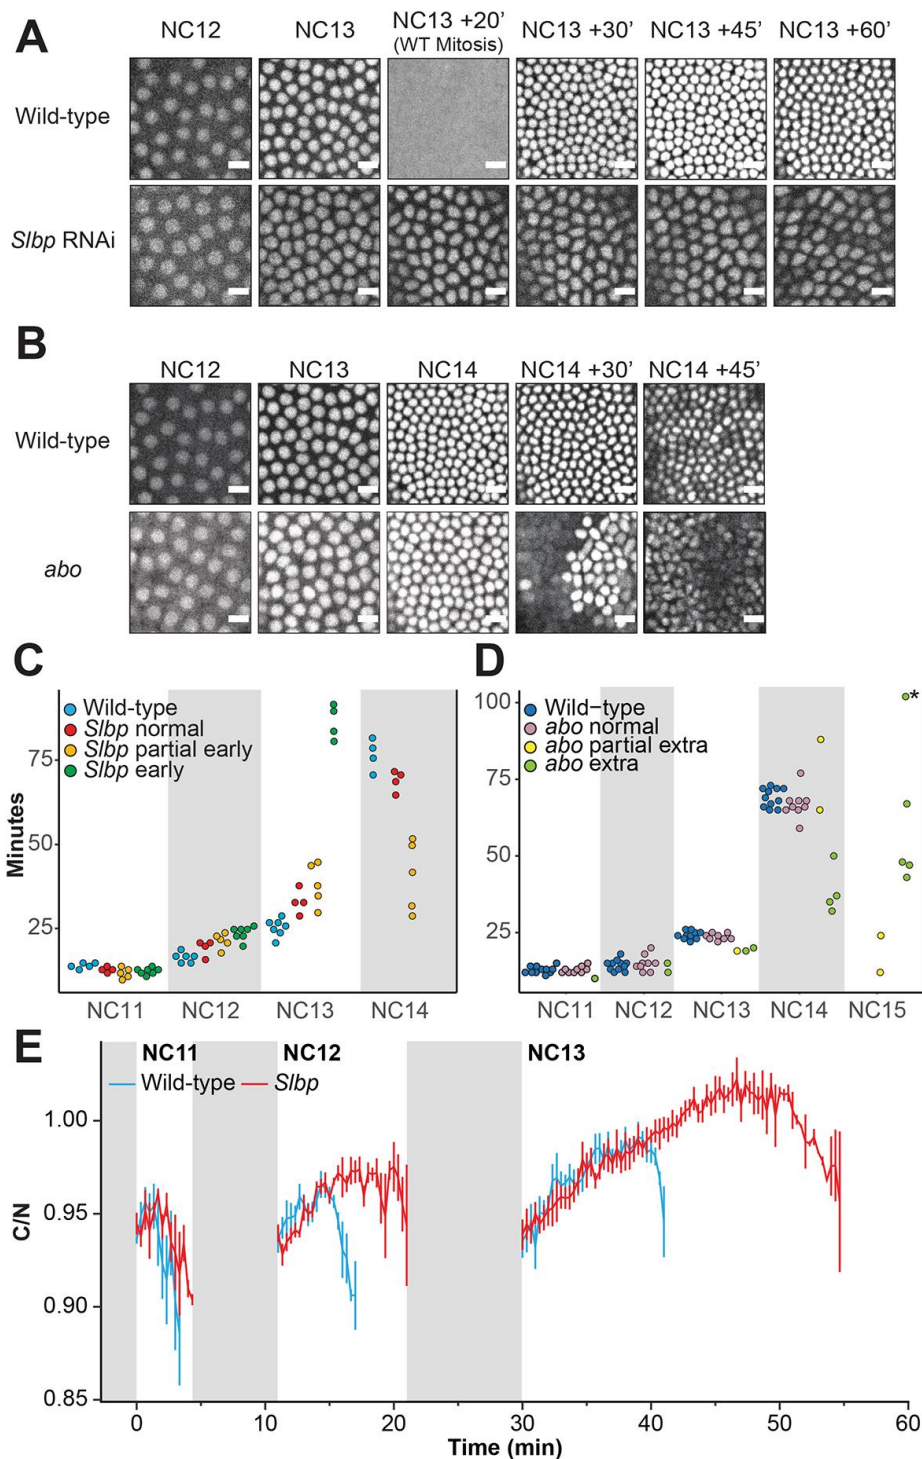 A
NC12 NC13 NC13 +20’ NC13 +30’ NC13 +45’ NC13 +60’
(WT Mitosis)
Wild-type
Slbp RNAi
B
NC12 NC13 NC14 NC14 +30’ NC14 +45’
Wild-type
abo
C
Wild-type
Slbp normal
Slbp partial early
Slbp early
75
50
25
Minutes
NC11 NC12 NC13 NC14
D
100
75
50
25
Wild-type
abo normal
abo partial extra
abo extra
*
NC11 NC12 NC13 NC14 NC15
E
NC11 NC12 NC13
Wild-type Slbp
1.00
0.95
0.90
0.85
C/N
0 10 20 30 40 50 60
Time (min)